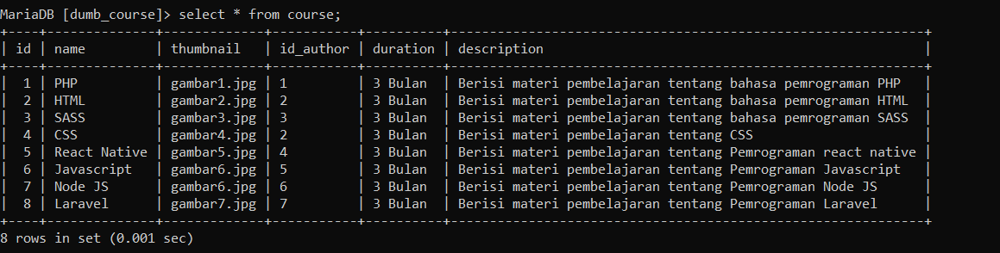 MariaDB [dumb_course]> select * from course;
+----+--------------+-------------+-----------+----------+--------------------------------------------------------+
| id | name         | thumbnail   | id_author | duration | description                                            |
+----+--------------+-------------+-----------+----------+--------------------------------------------------------+
|  1 | PHP          | gambar1.jpg | 1         | 3 Bulan  | Berisi materi pembelajaran tentang bahasa pemrograman PHP   |
|  2 | HTML         | gambar2.jpg | 2         | 3 Bulan  | Berisi materi pembelajaran tentang bahasa pemrograman HTML  |
|  3 | SASS         | gambar3.jpg | 3         | 3 Bulan  | Berisi materi pembelajaran tentang bahasa pemrograman SASS |
|  4 | CSS          | gambar4.jpg | 2         | 3 Bulan  | Berisi materi pembelajaran tentang CSS                 |
|  5 | React Native | gambar5.jpg | 4         | 3 Bulan  | Berisi materi pembelajaran tentang Pemrograman react native |
|  6 | Javascript   | gambar6.jpg | 5         | 3 Bulan  | Berisi materi pembelajaran tentang Pemrograman Javascript   |
|  7 | Node JS      | gambar6.jpg | 6         | 3 Bulan  | Berisi materi pembelajaran tentang Pemrograman Node JS |
|  8 | Laravel      | gambar7.jpg | 7         | 3 Bulan  | Berisi materi pembelajaran tentang Pemrograman Laravel |
+----+--------------+-------------+-----------+----------+--------------------------------------------------------+
8 rows in set (0.001 sec)